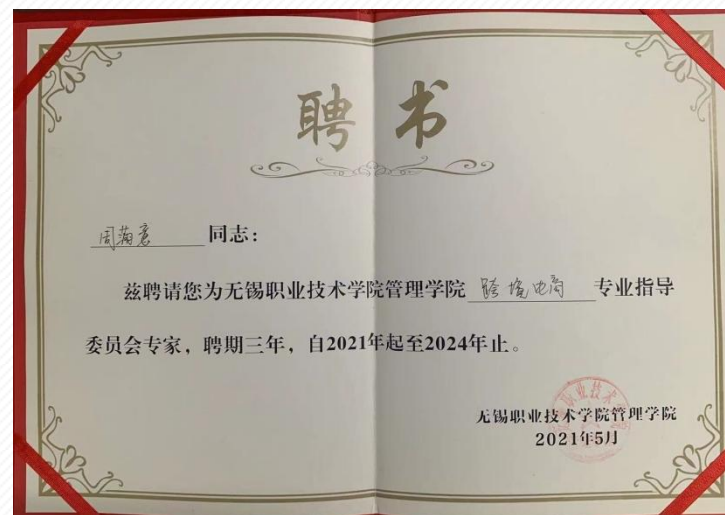 聘书
周菊意 同志：
兹聘请您为无锡职业技术学院管理学院 跨境电商 专业指导
委员会专家，聘期三年，自2021年起至2024年止。
无锡职业技术学院管理学院
2021年5月